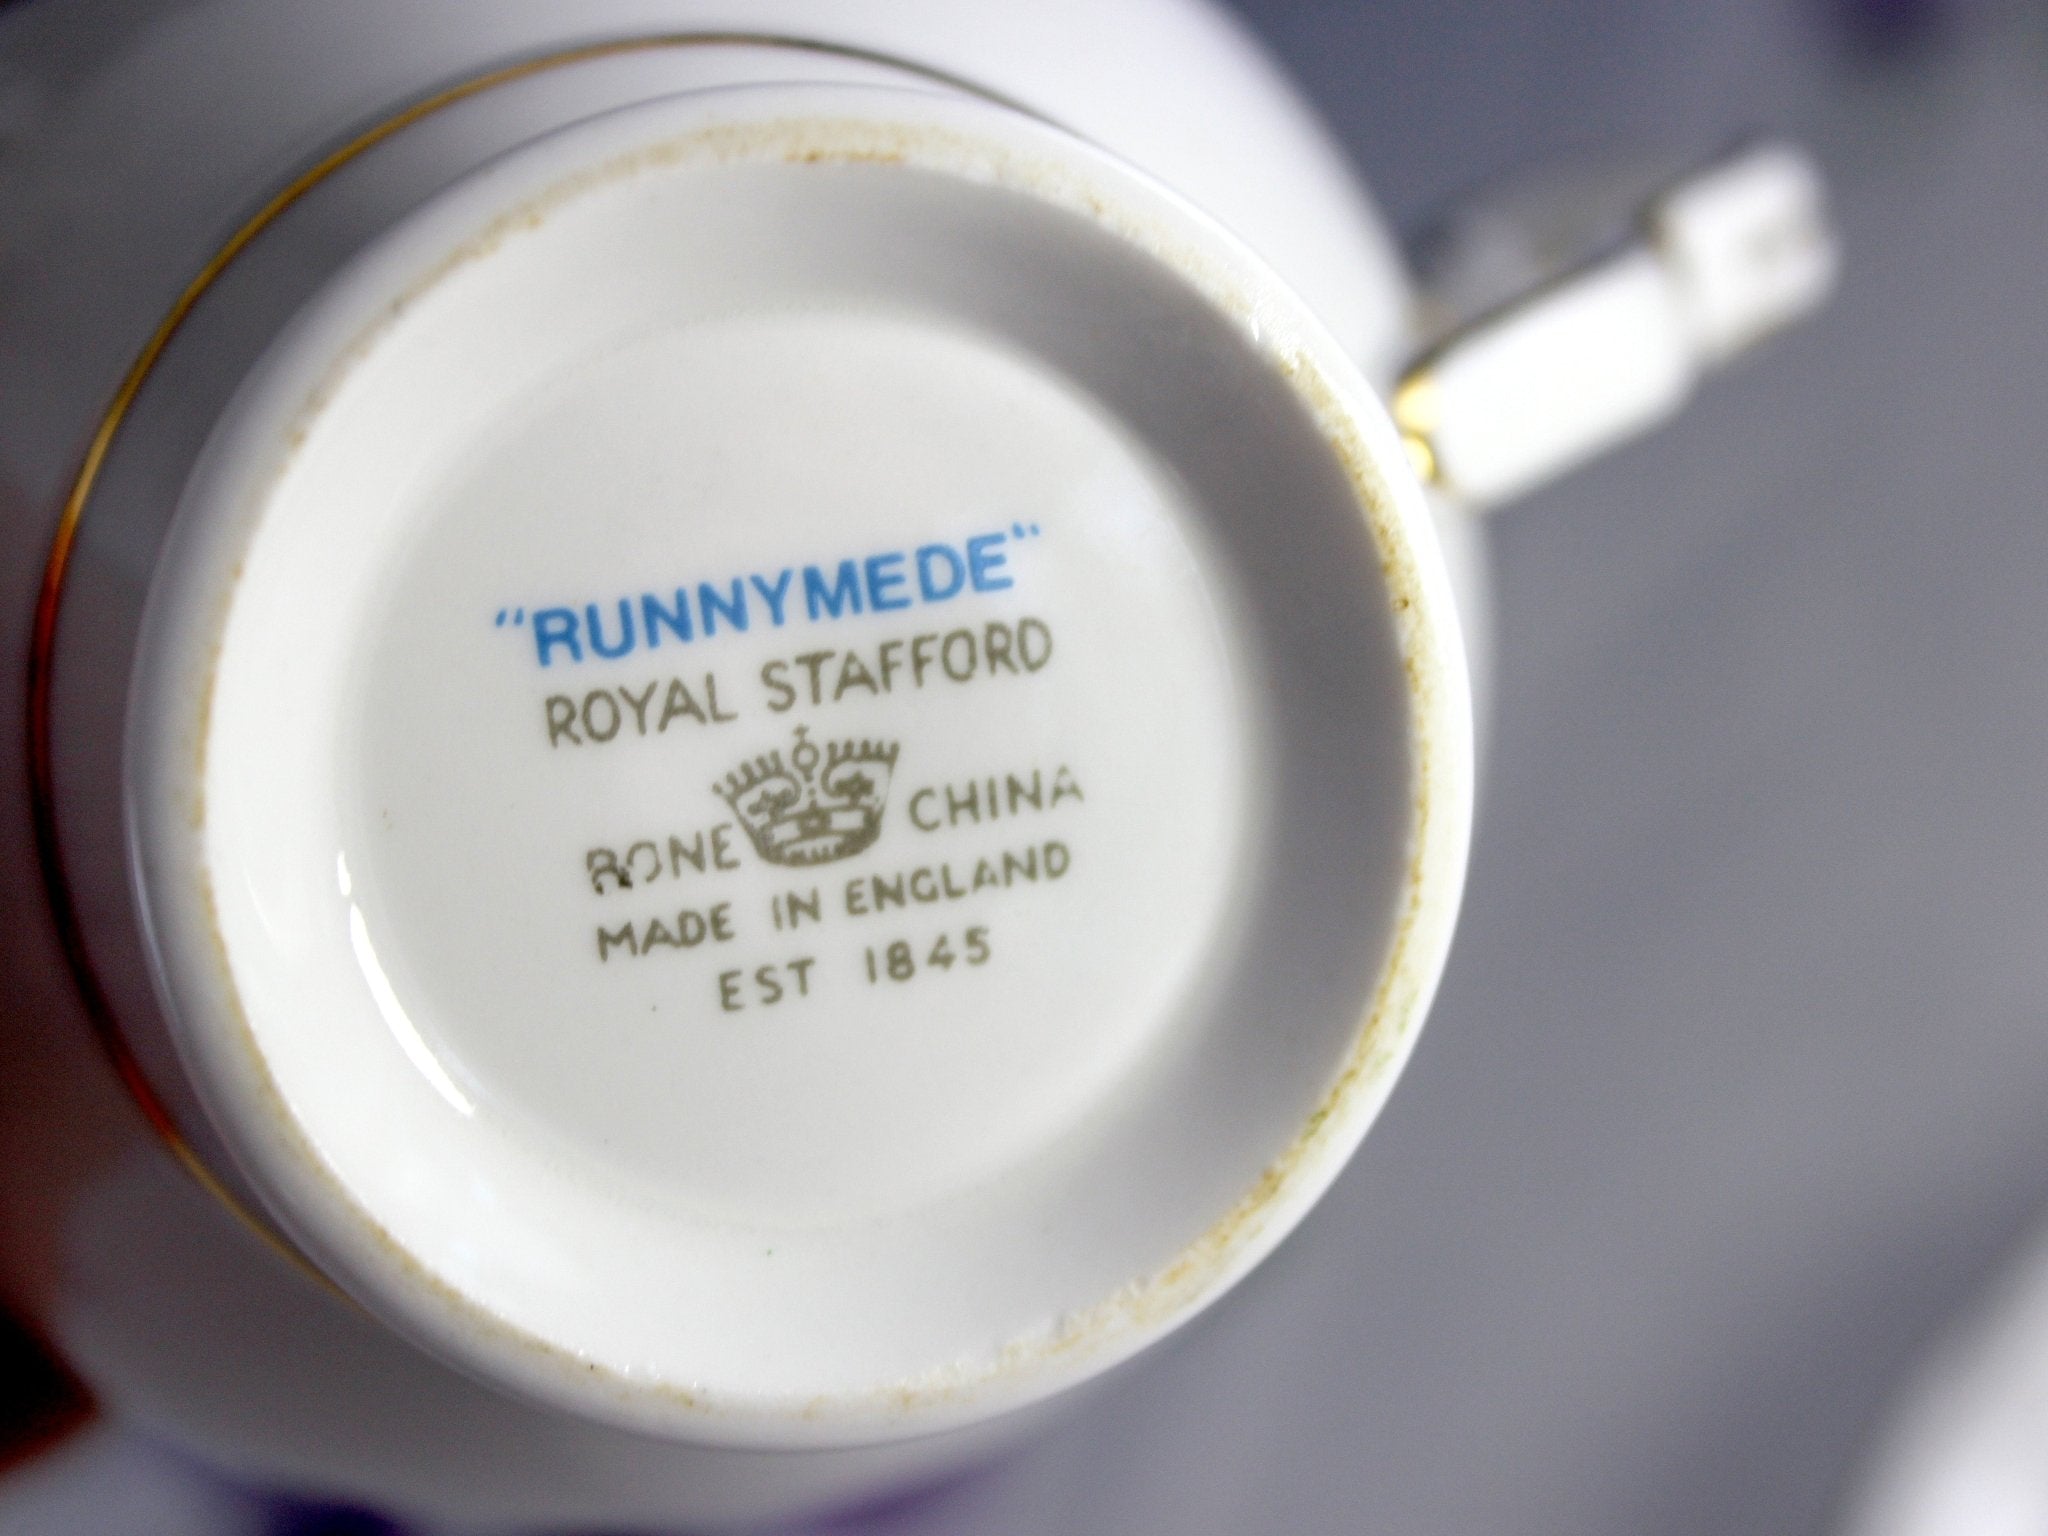 "RUNNYMEDE"
ROYAL STAFFORD
BONE CHINA
MADE IN ENGLAND
EST 1845